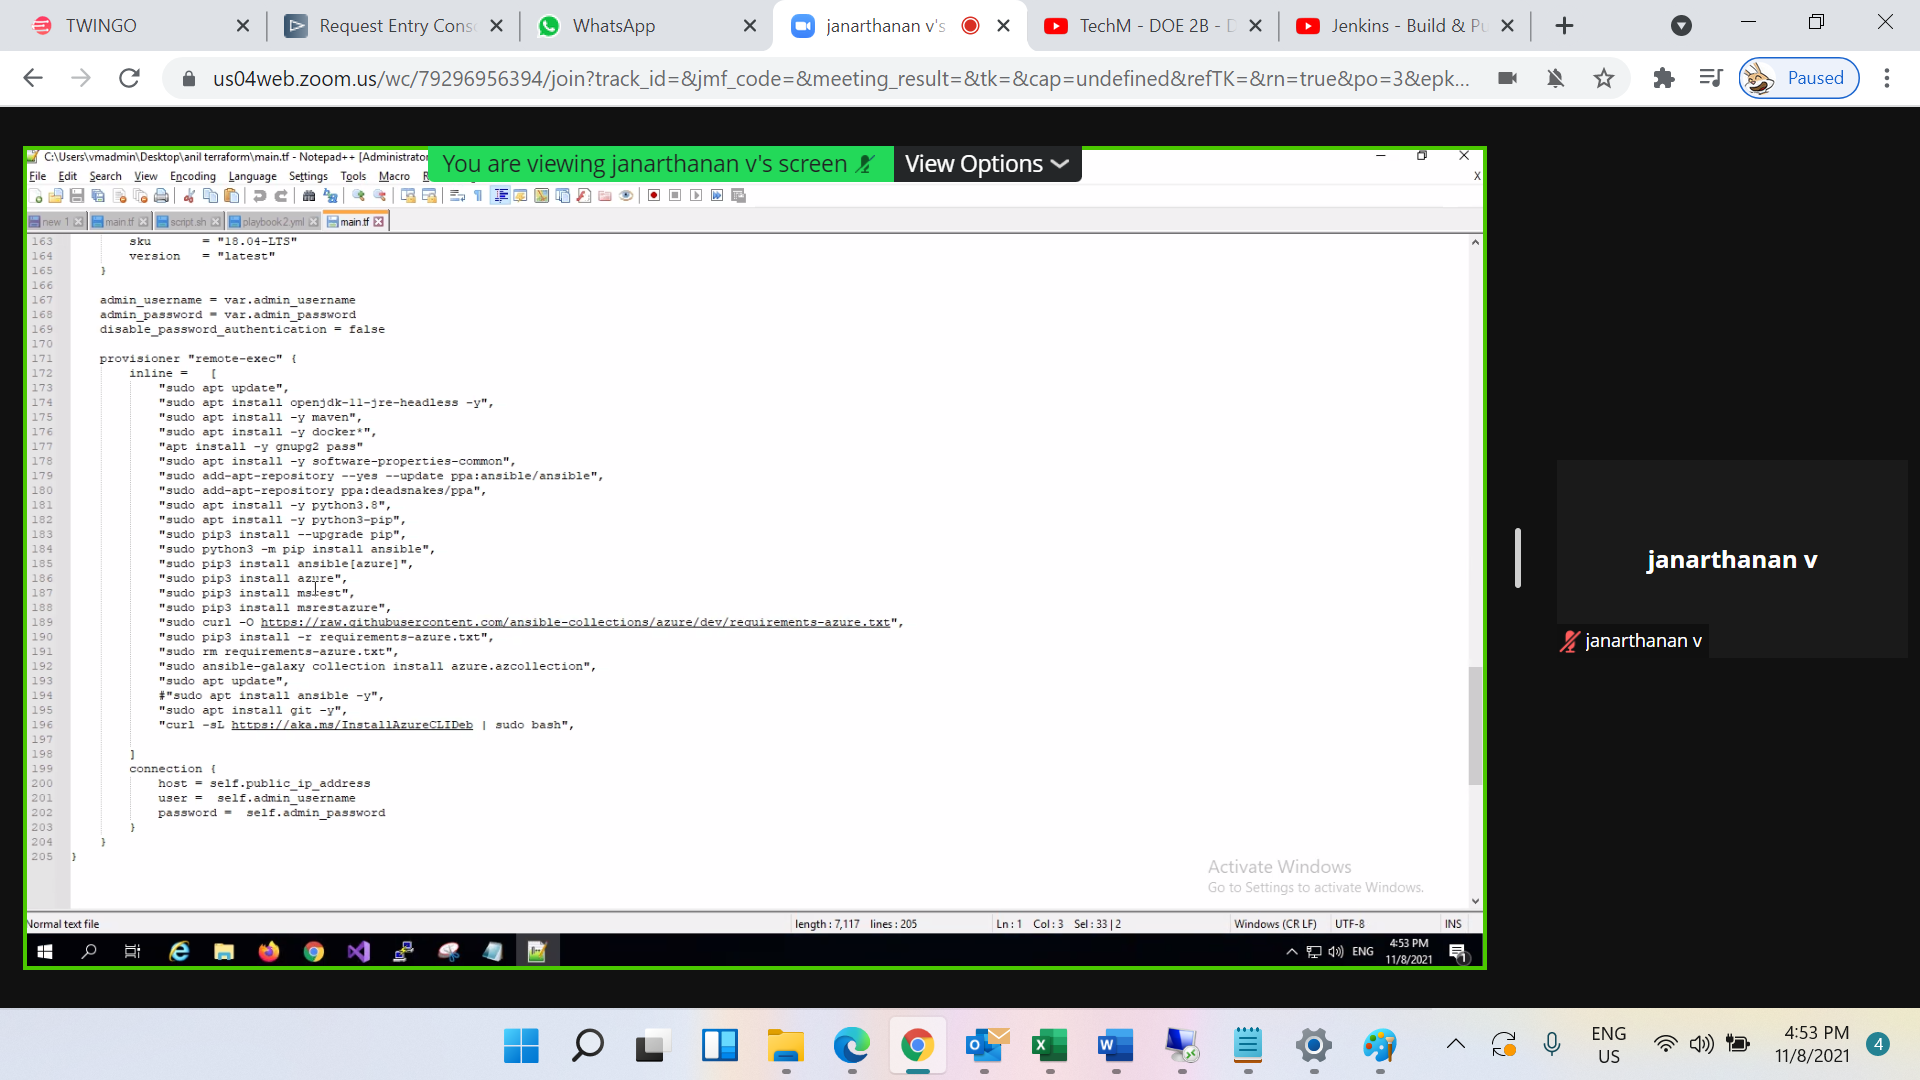 TWINGO
Request Entry Cons
WhatsApp
janarthanan v's
TechM - DOE 2B - D
Jenkins - Build & Pu
us04web.zoom.us/wc/79296956394/join?track_id=&jmf_code=&meeting_result=&tk=&cap=undefined&refTK=&rn=true&po=3&epk...
Paused
C:\Users\vmadmin\Desktop\anil terraform\main.tf - Notepad++ [Administrator
You are viewing janarthanan v's screen
View Options
File Edit Search View Encoding Language Settings Tools Macro R
X
new 1 main.tf script.sh playbook2.yml main.tf
163 sku = "18.04-LTS"
164 version = "latest"
165 }
166
167 admin_username = var.admin_username
168 admin_password = var.admin_password
169 disable_password_authentication = false
170
171 provisioner "remote-exec" {
172 inline = [
173 "sudo apt update",
174 "sudo apt install openjdk-11-jre-headless -y",
175 "sudo apt install -y maven",
176 "sudo apt install -y docker*",
177 "apt install -y gnupg2 pass"
178 "sudo apt install -y software-properties-common",
179 "sudo add-apt-repository --yes --update ppa:ansible/ansible",
180 "sudo add-apt-repository ppa:deadsnakes/ppa",
181 "sudo apt install -y python3.8",
182 "sudo apt install -y python3-pip",
183 "sudo pip3 install --upgrade pip",
184 "sudo python3 -m pip install ansible",
185 "sudo pip3 install ansible[azure]",
186 "sudo pip3 install azure",
187 "sudo pip3 install msrest",
188 "sudo pip3 install msrestazure",
189 "sudo curl -O https://raw.githubusercontent.com/ansible-collections/azure/dev/requirements-azure.txt",
190 "sudo pip3 install -r requirements-azure.txt",
191 "sudo rm requirements-azure.txt",
192 "sudo ansible-galaxy collection install azure.azcollection",
193 "sudo apt update",
194 #"sudo apt install ansible -y",
195 "sudo apt install git -y",
196 "curl -sL https://aka.ms/InstallAzureCLIDeb | sudo bash",
197
198 ]
199 connection {
200 host = self.public_ip_address
201 user = self.admin_username
202 password = self.admin_password
203 }
204 }
205 }
Activate Windows
Go to Settings to activate Windows.
Normal text file length : 7,117 lines : 205 Ln : 1 Col : 3 Sel : 33 | 2 Windows (CR LF) UTF-8 INS
ENG
4:53 PM
11/8/2021
1
janarthanan v
janarthanan v
ENG
US
4:53 PM
11/8/2021
4